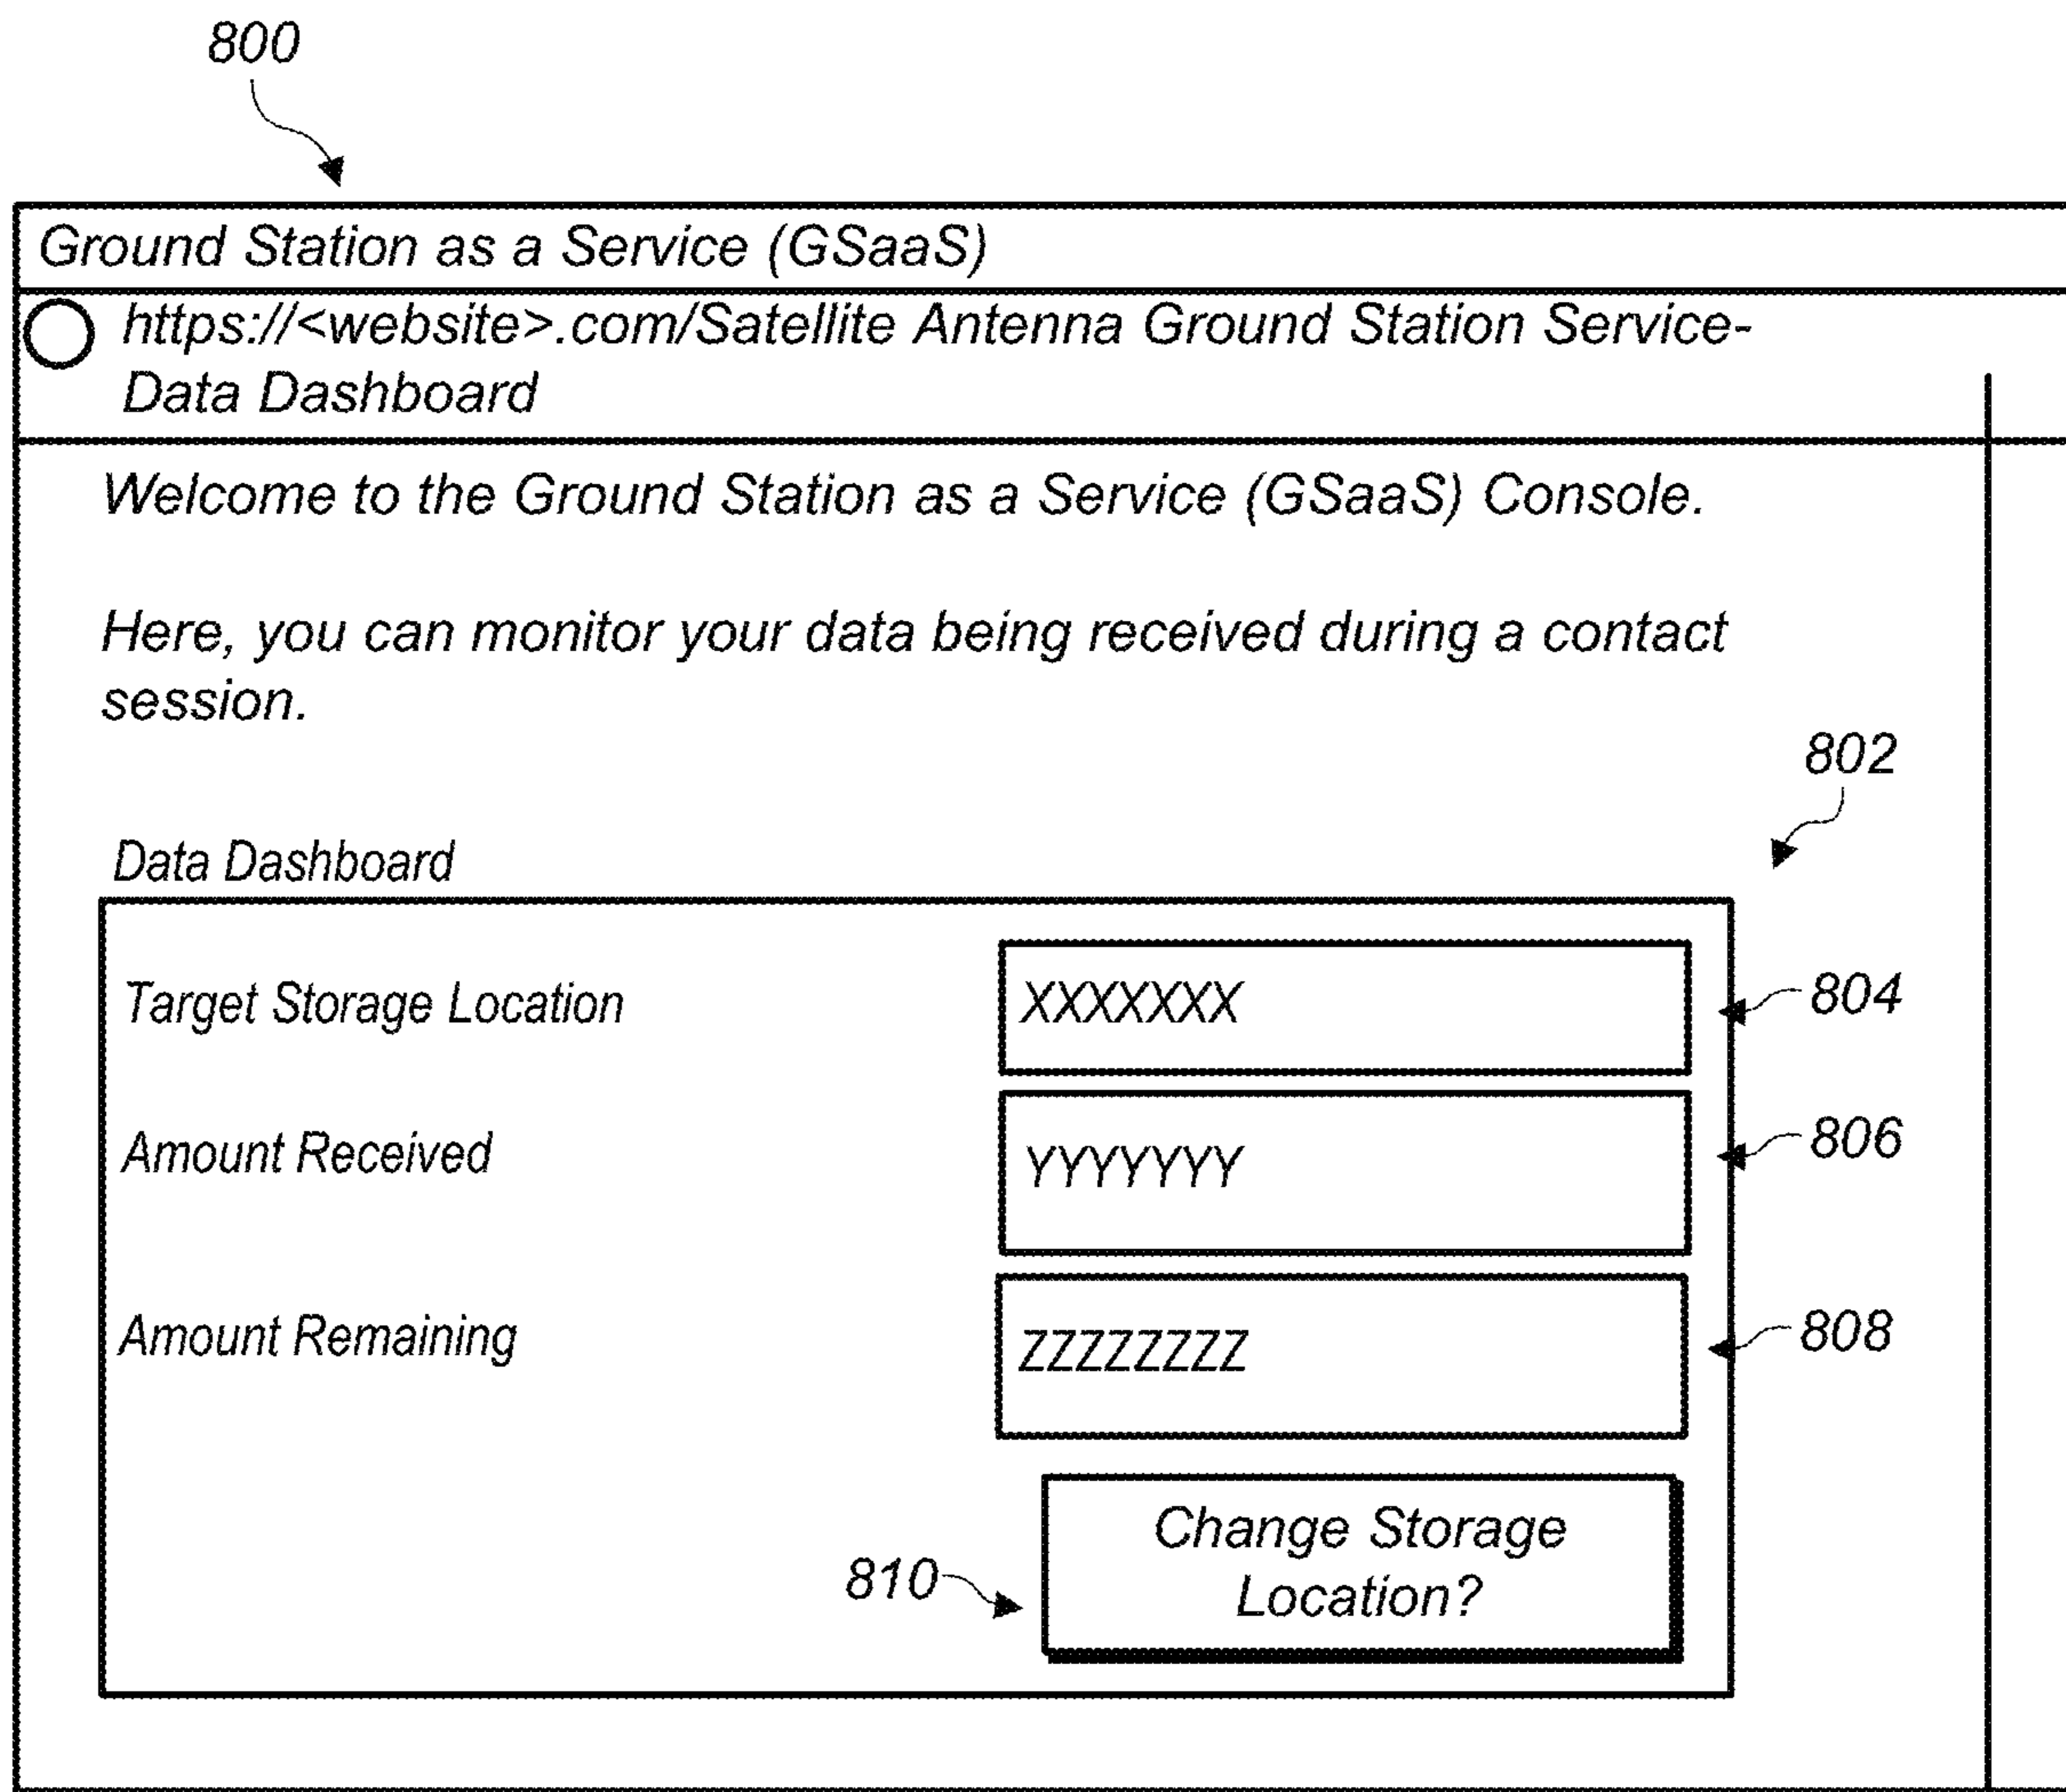 800
Ground Station as a Service (GSaaS)
https://<website>.com/Satellite Antenna Ground Station Service-
Data Dashboard
Welcome to the Ground Station as a Service (GSaaS) Console.
Here, you can monitor your data being received during a contact
session.
802
Data Dashboard
Target Storage Location XXXXXXX 804
Amount Received YYYYYYY 806
Amount Remaining ZZZZZZZZ 808
Change Storage
810 Location?